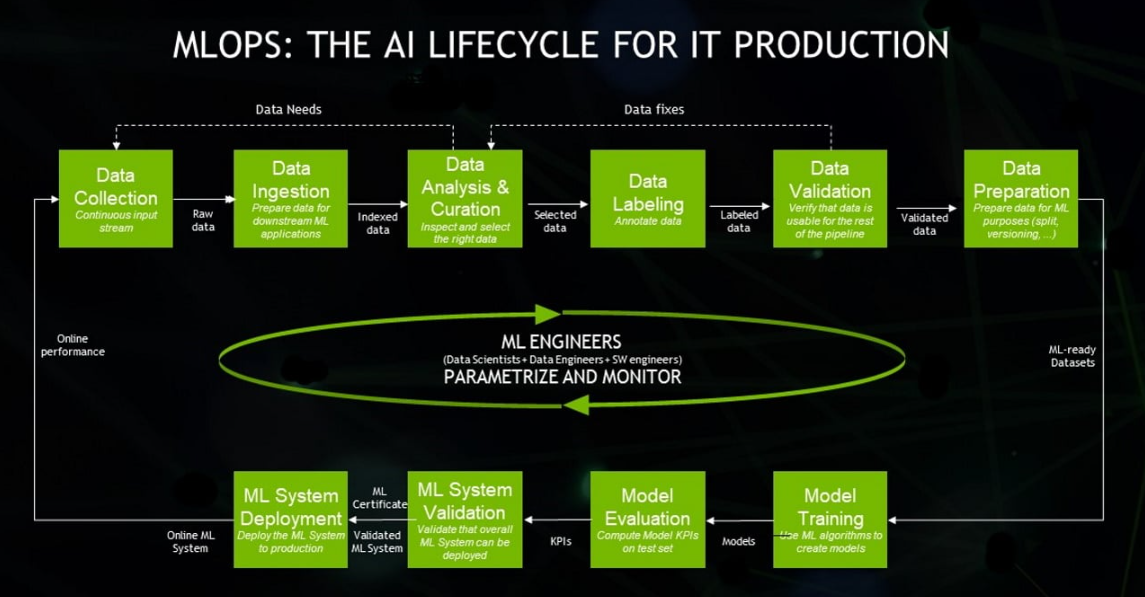 MLOPS: THE AI LIFECYCLE FOR IT PRODUCTION
Data Needs
Data fixes
Data
Collection
Continuous input
stream
Raw
data
Data
Ingestion
Prepare data for
downstream ML
applications
Indexed
data
Data
Analysis &
Curation
Inspect and select
the right data
Selected
data
Data
Labeling
Annotate data
Labeled
data
Data
Validation
Verify that data is
usable for the rest
of the pipeline
Validated
data
Data
Preparation
Prepare data for ML
purposes (split,
versioning, ...)
Online
performance
ML ENGINEERS
(Data Scientists+ Data Engineers+ SW engineers)
PARAMETRIZE AND MONITOR
ML-ready
Datasets
Online ML
System
ML System
Deployment
Deploy the ML System
to production
ML
Certificate
Validated
ML System
ML System
Validation
Validate that overall
ML System can be
deployed
KPIs
Model
Evaluation
Compute Model KPIs
on test set
Models
Model
Training
Use ML algorithms to
create models